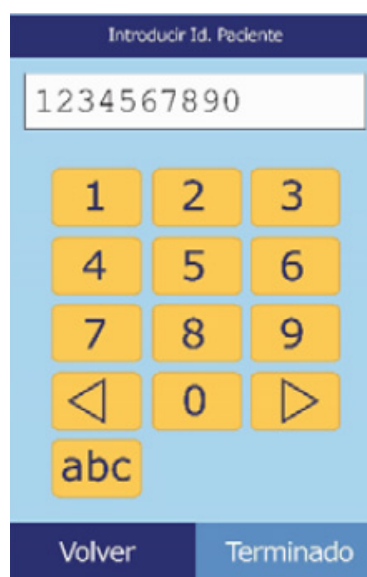 Introducir Id. Paciente
1234567890
1 2 3
4 5 6
7 8 9
0
abc
Volver Terminado